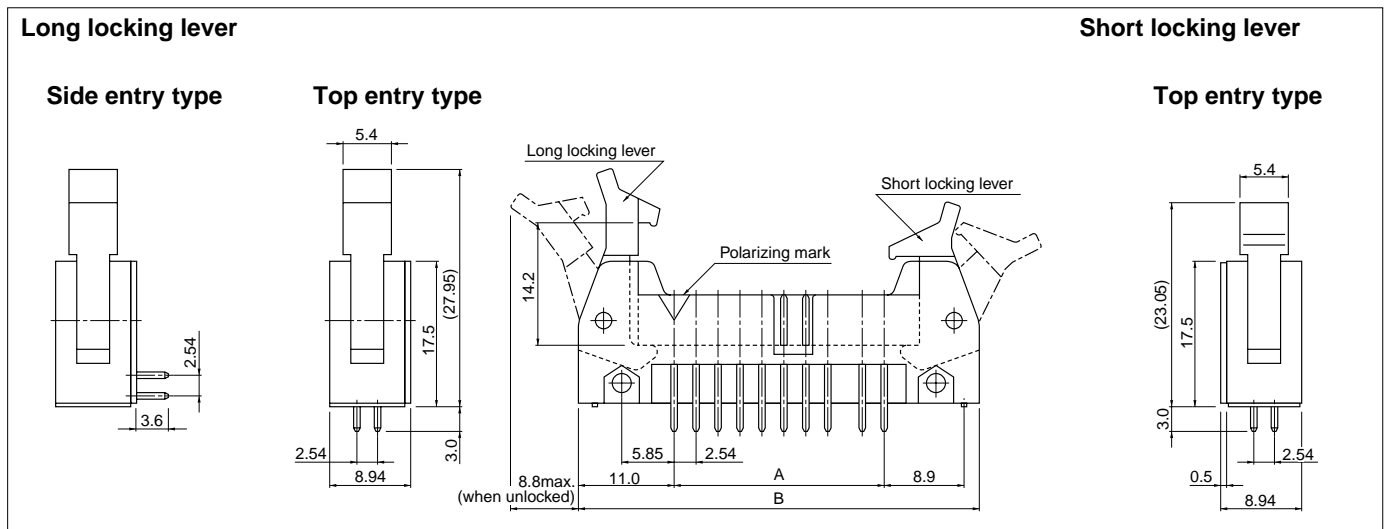 Long locking lever
Short locking lever
Side entry type
Top entry type
Top entry type
5.4
Long locking lever
Short locking lever
5.4
Polarizing mark
14.2
(27.95)
17.5
(23.05)
17.5
2.54
3.6
3.0
3.0
2.54
8.94
5.85
2.54
8.8max.
(when unlocked)
11.0
A
8.9
B
2.54
0.5
8.94